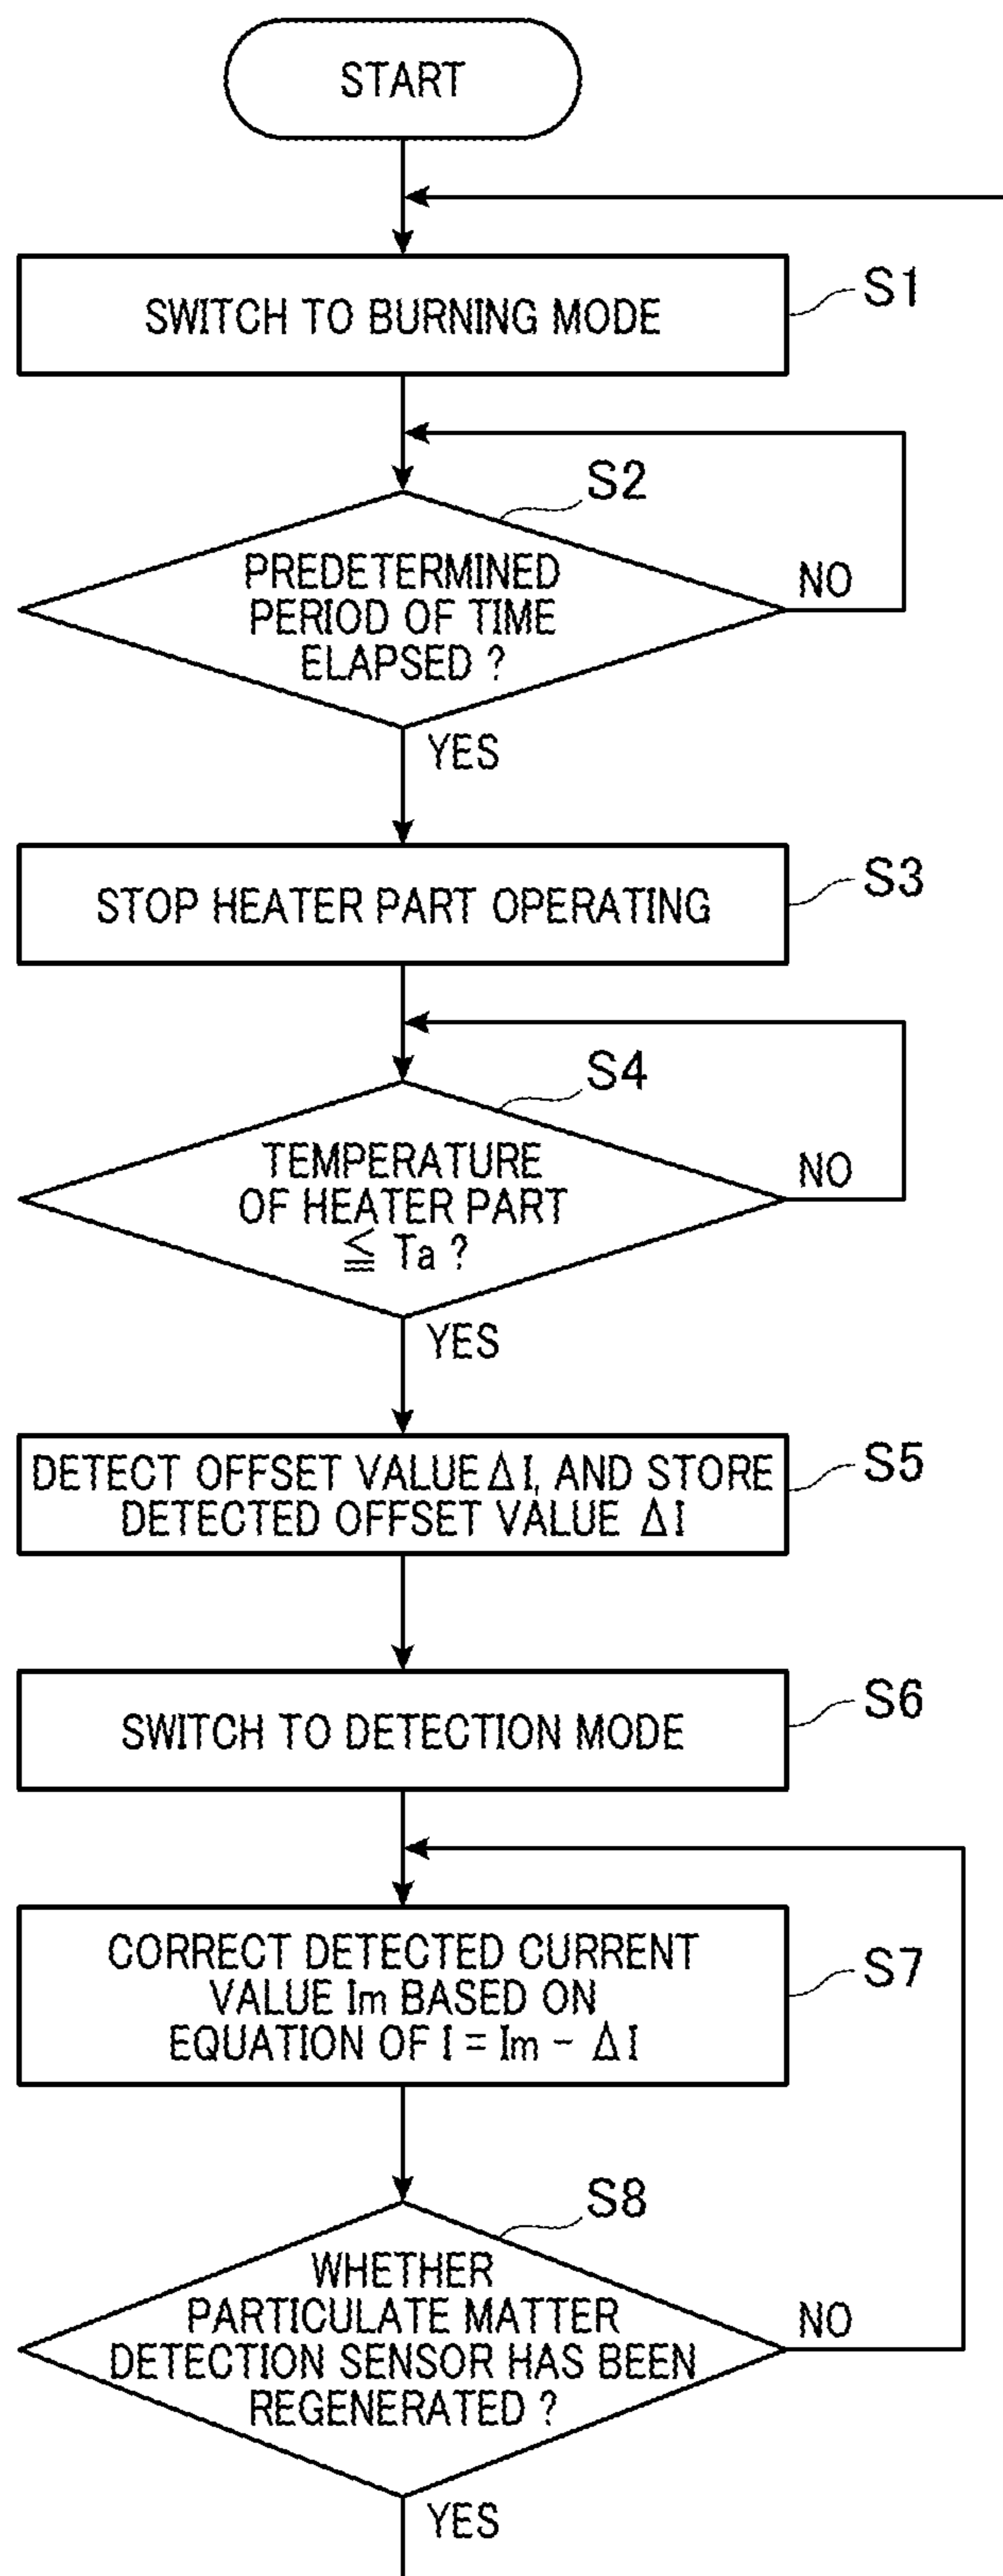 START
SWITCH TO BURNING MODE
S1
S2
PREDETERMINED
PERIOD OF TIME
ELAPSED ?
NO
YES
STOP HEATER PART OPERATING
S3
S4
TEMPERATURE
OF HEATER PART
≦ Ta ?
NO
YES
DETECT OFFSET VALUE ΔI, AND STORE
DETECTED OFFSET VALUE ΔI
S5
SWITCH TO DETECTION MODE
S6
CORRECT DETECTED CURRENT
VALUE Im BASED ON
EQUATION OF I = Im - ΔI
S7
S8
WHETHER
PARTICULATE MATTER
DETECTION SENSOR HAS BEEN
REGENERATED ?
NO
YES